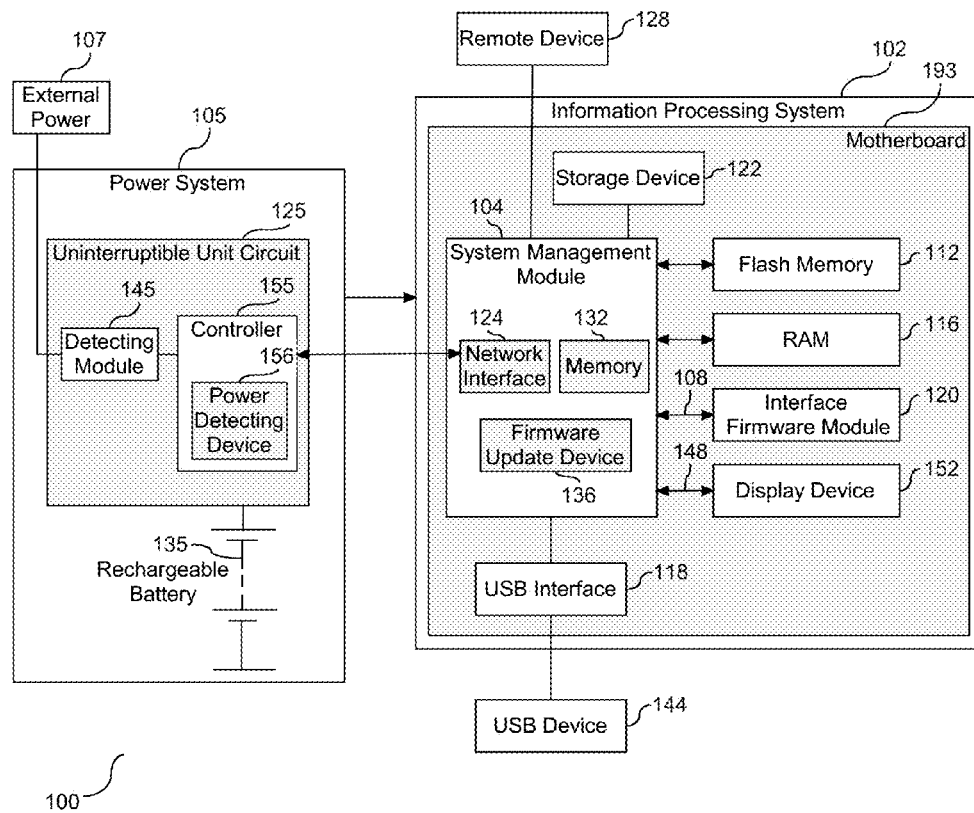 128
Remote Device
107
External
Power
102
193
Information Processing System
Motherboard
105
Power System
Storage Device
122
125
104
Uninterruptible Unit Circuit
System Management
Module
Flash Memory
112
145
155
Detecting
Module
Controller
124
132
RAM
116
156
Network
Interface
Memory
108
Power
Detecting
Device
Interface
Firmware Module
120
Firmware
Update Device
136
148
Display Device
152
135
Rechargeable
Battery
USB Interface
118
USB Device
144
100